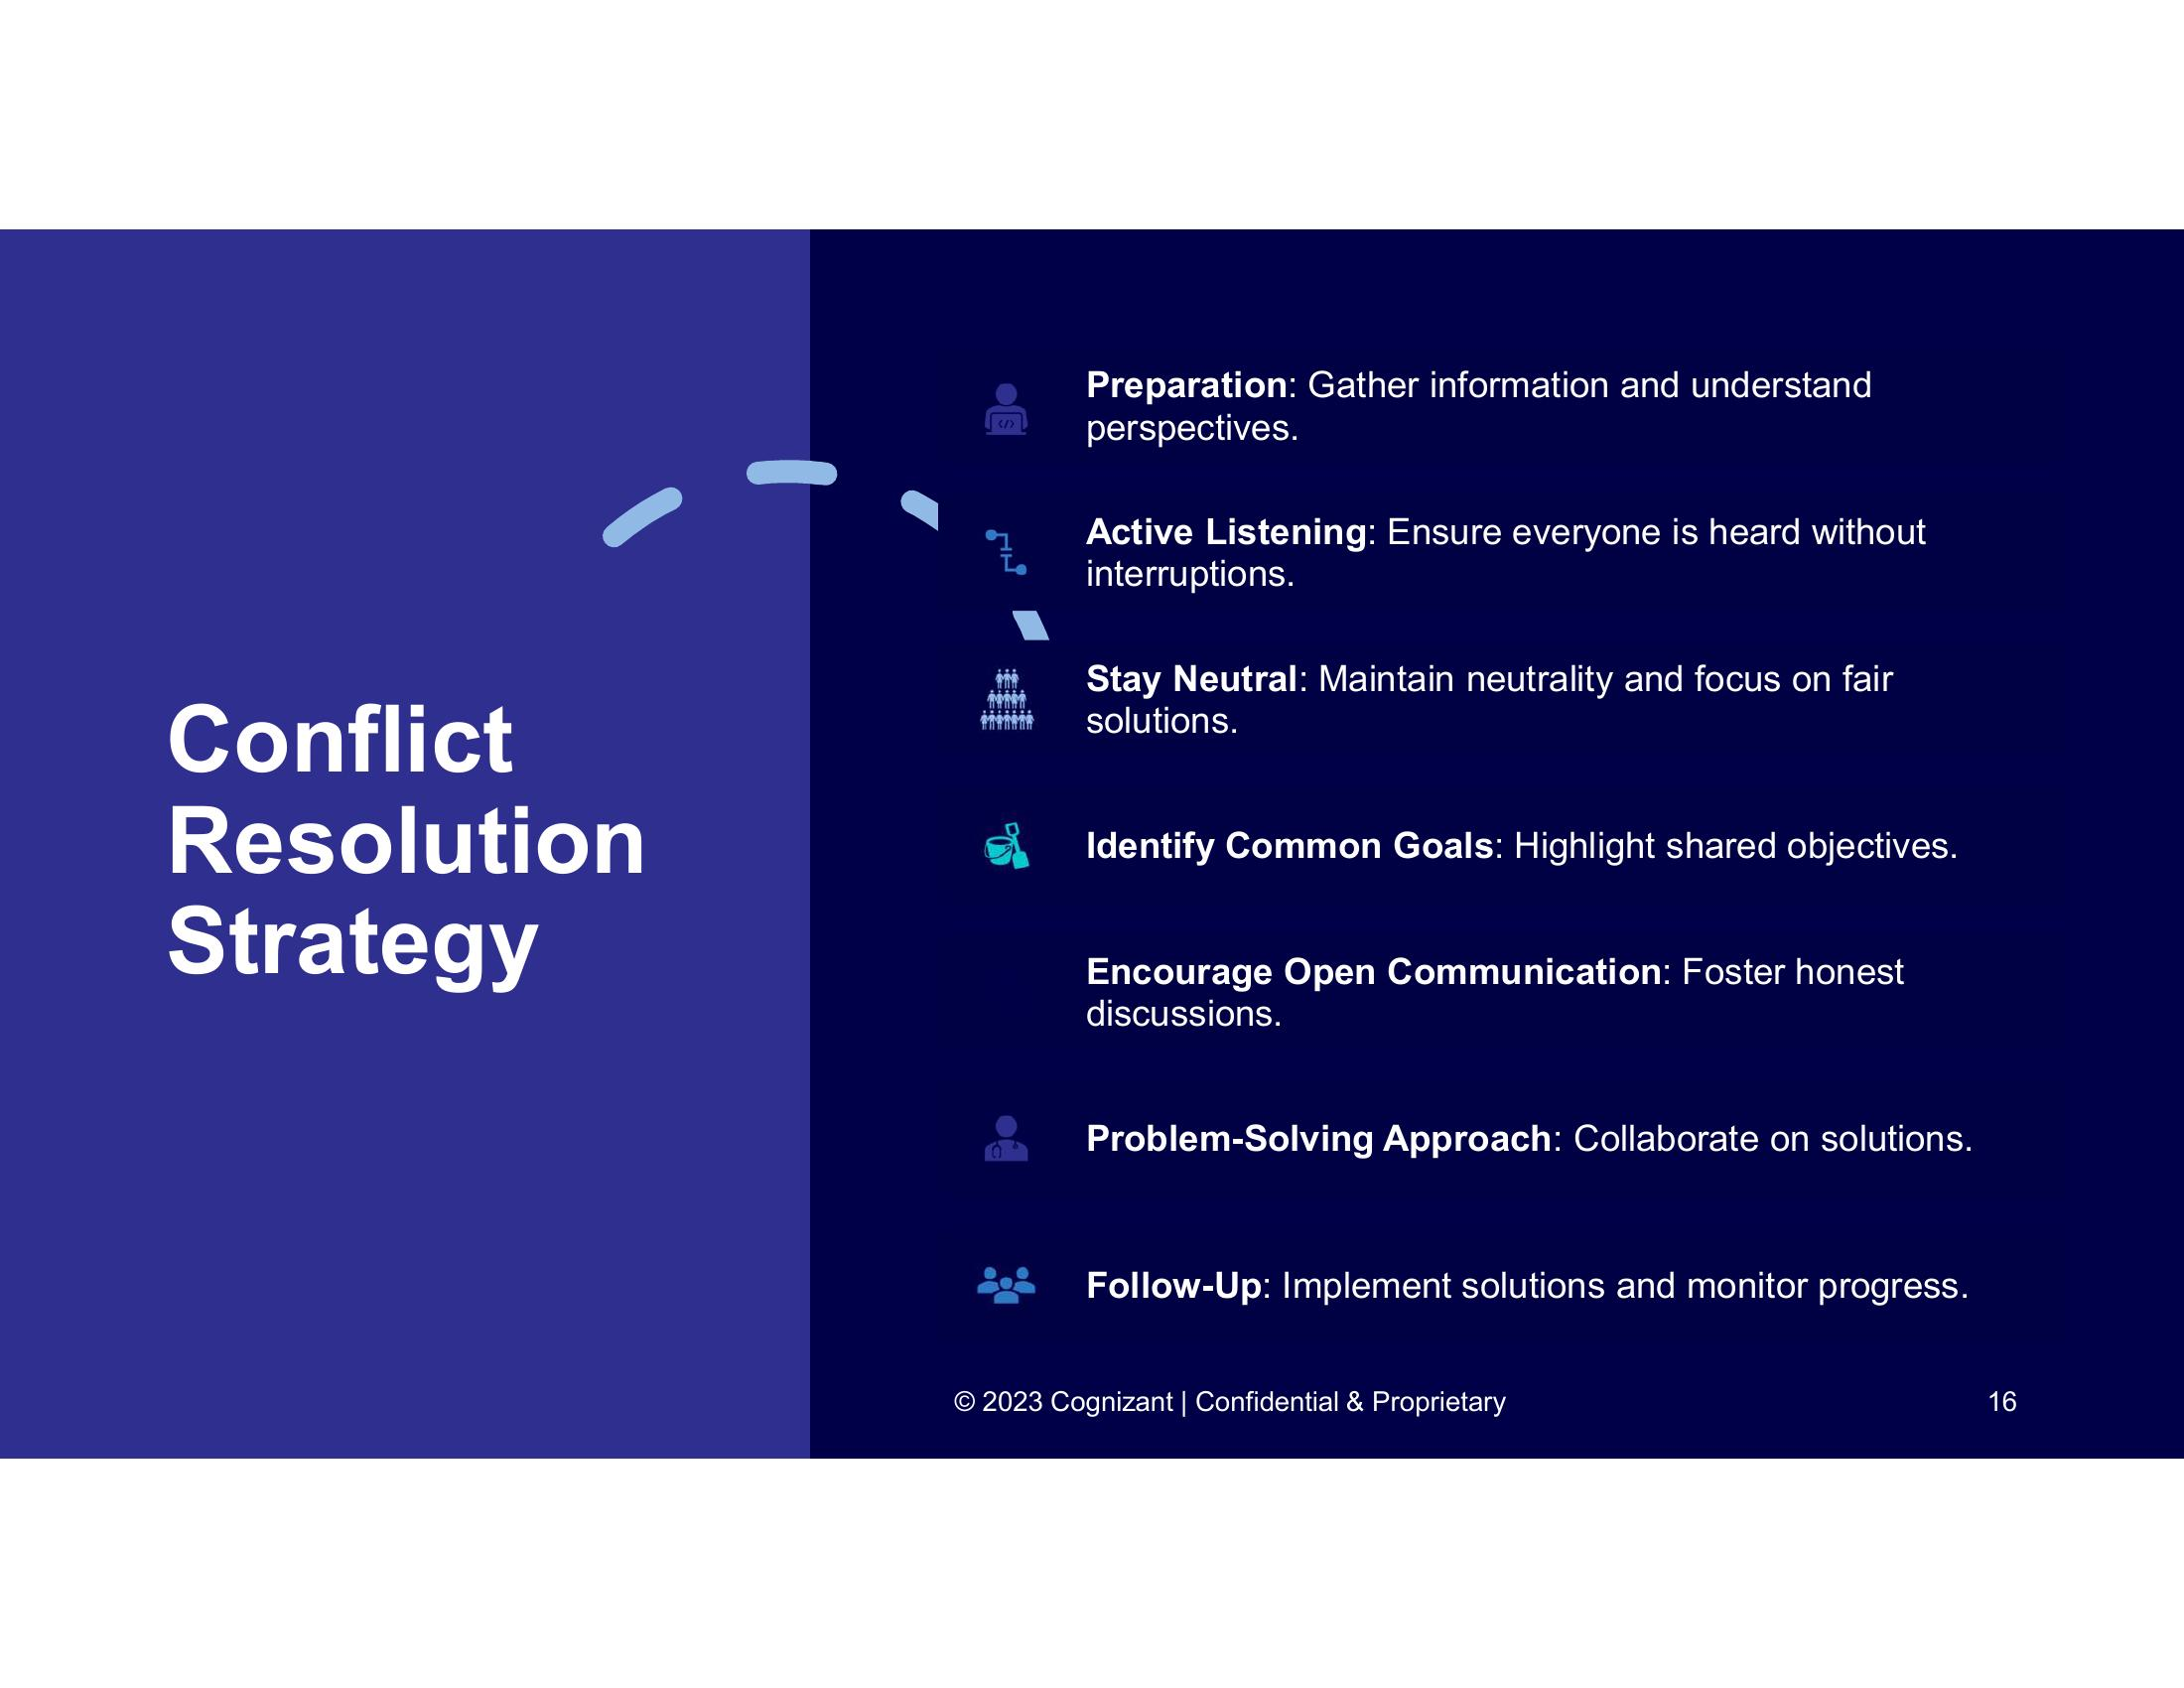 Conflict
Resolution
Strategy
Preparation: Gather information and understand
perspectives.
Active Listening: Ensure everyone is heard without
interruptions.
Stay Neutral: Maintain neutrality and focus on fair
solutions.
Identify Common Goals: Highlight shared objectives.
Encourage Open Communication: Foster honest
discussions.
Problem-Solving Approach: Collaborate on solutions.
Follow-Up: Implement solutions and monitor progress.
© 2023 Cognizant | Confidential & Proprietary
16